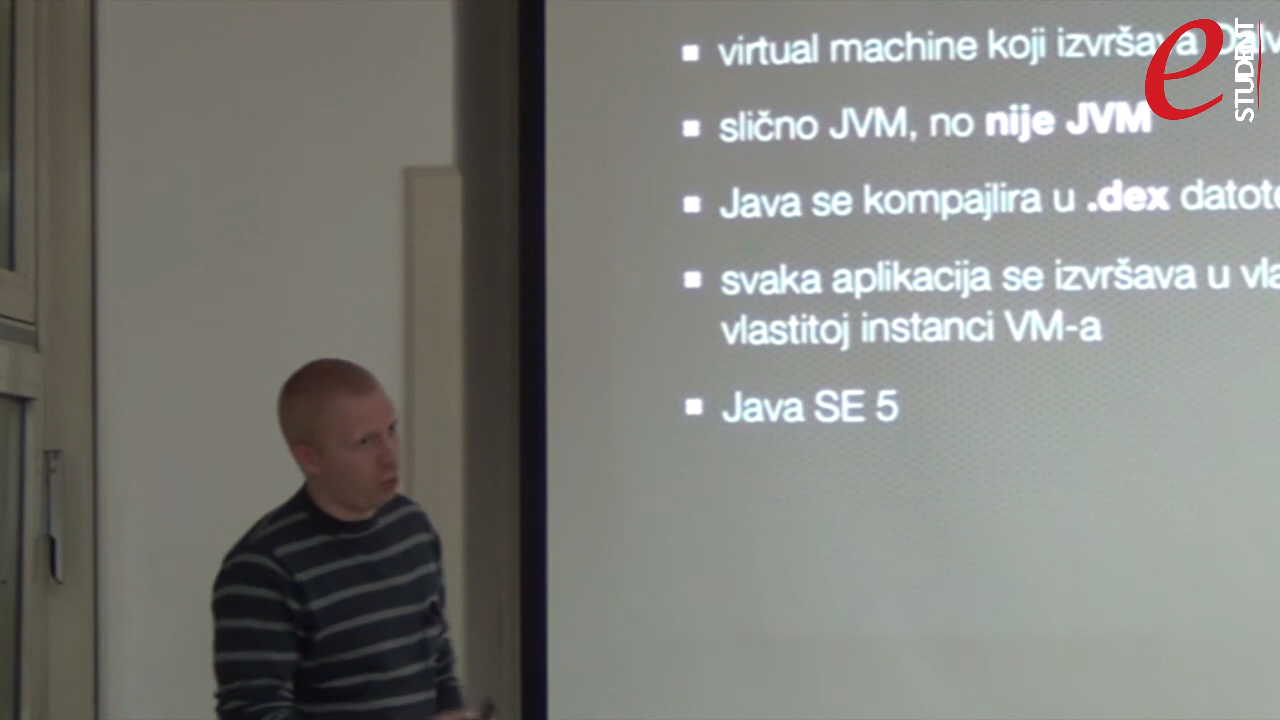 virtual machine koji izvršava
slično JVM, no nije JVM
Java se kompajlira u .dex
svaka aplikacija se izvršava u
vlastitoj instanci VM-a
Java SE 5
e STUDENT